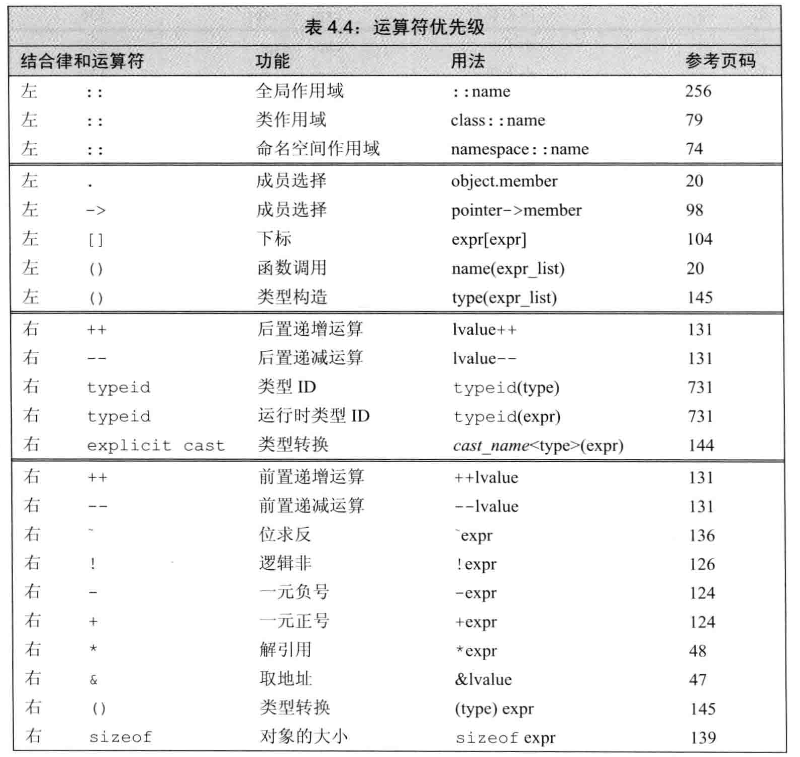 表 4.4：运算符优先级
结合律和运算符 功能 用法 参考页码
左 :: 全局作用域 ::name 256
左 :: 类作用域 class::name 79
左 :: 命名空间作用域 namespace::name 74
左 . 成员选择 object.member 20
左 -> 成员选择 pointer->member 98
左 [] 下标 expr[expr] 104
左 () 函数调用 name(expr_list) 20
左 () 类型构造 type(expr_list) 145
右 ++ 后置递增运算 lvalue++ 131
右 -- 后置递减运算 lvalue-- 131
右 typeid 类型 ID typeid(type) 731
右 typeid 运行时类型 ID typeid(expr) 731
右 explicit cast 类型转换 cast_name<type>(expr) 144
右 ++ 前置递增运算 ++lvalue 131
右 -- 前置递减运算 --lvalue 131
右 ~ 位求反 ~expr 136
右 ! 逻辑非 !expr 126
右 - 一元负号 -expr 124
右 + 一元正号 +expr 124
右 * 解引用 *expr 48
右 & 取地址 &lvalue 47
右 () 类型转换 (type) expr 145
右 sizeof 对象的大小 sizeof expr 139